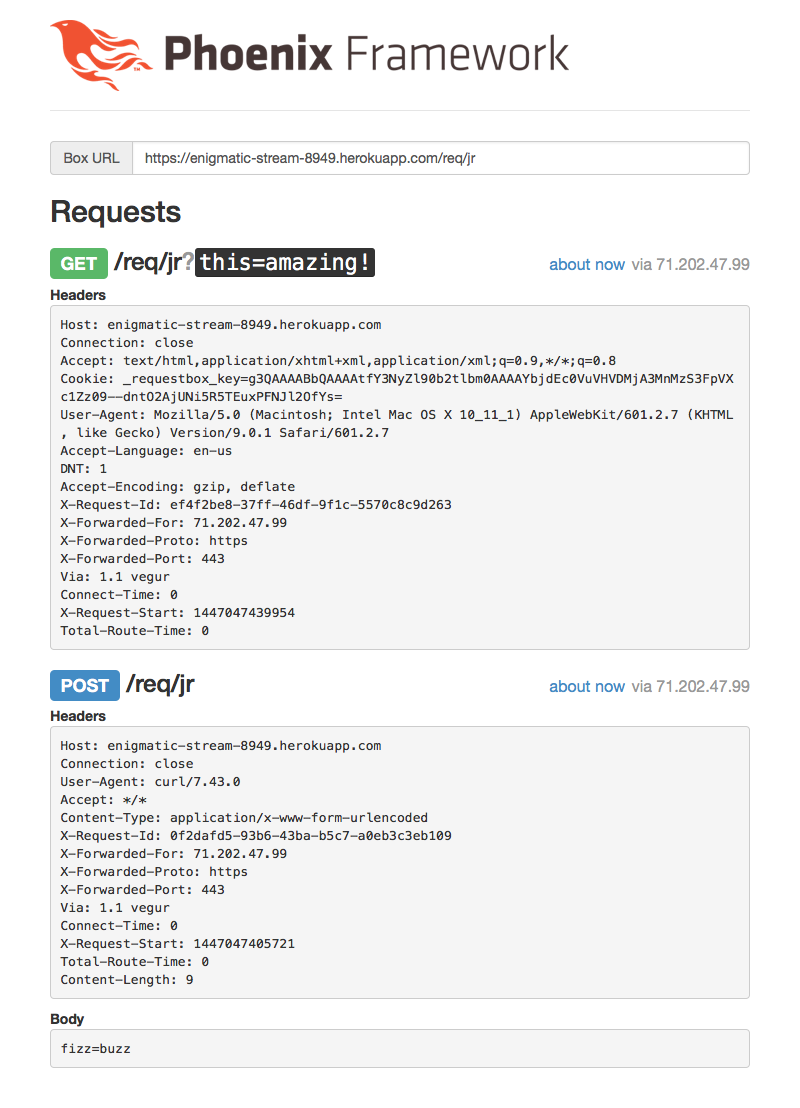 Phoenix Framework
TM
Box URL https://enigmatic-stream-8949.herokuapp.com/req/jr
Requests
GET /req/jr?this=amazing! about now via 71.202.47.99
Headers
Host: enigmatic-stream-8949.herokuapp.com
Connection: close
Accept: text/html,application/xhtml+xml,application/xml;q=0.9,*/*;q=0.8
Cookie: _requestbox_key=g3QAAAABbQAAAAtfY3NyZl90b2tlbm0AAAAYbjdEc0VuVHVDMjA3MnMzS3FpVX
c1Zz09--dntO2AjUNi5R5TEuxPFNJl2OfYs=
User-Agent: Mozilla/5.0 (Macintosh; Intel Mac OS X 10_11_1) AppleWebKit/601.2.7 (KHTML
, like Gecko) Version/9.0.1 Safari/601.2.7
Accept-Language: en-us
DNT: 1
Accept-Encoding: gzip, deflate
X-Request-Id: ef4f2be8-37ff-46df-9f1c-5570c8c9d263
X-Forwarded-For: 71.202.47.99
X-Forwarded-Proto: https
X-Forwarded-Port: 443
Via: 1.1 vegur
Connect-Time: 0
X-Request-Start: 1447047439954
Total-Route-Time: 0
POST /req/jr about now via 71.202.47.99
Headers
Host: enigmatic-stream-8949.herokuapp.com
Connection: close
User-Agent: curl/7.43.0
Accept: */*
Content-Type: application/x-www-form-urlencoded
X-Request-Id: 0f2dafd5-93b6-43ba-b5c7-a0eb3c3eb109
X-Forwarded-For: 71.202.47.99
X-Forwarded-Proto: https
X-Forwarded-Port: 443
Via: 1.1 vegur
Connect-Time: 0
X-Request-Start: 1447047405721
Total-Route-Time: 0
Content-Length: 9
Body
fizz=buzz